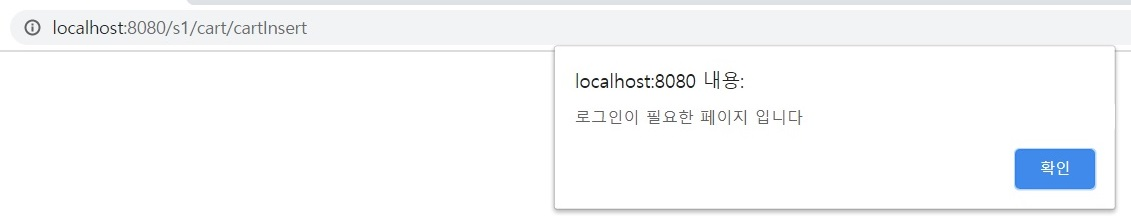 localhost:8080/s1/cart/cartInsert
localhost:8080 내용:
로그인이 필요한 페이지 입니다
확인